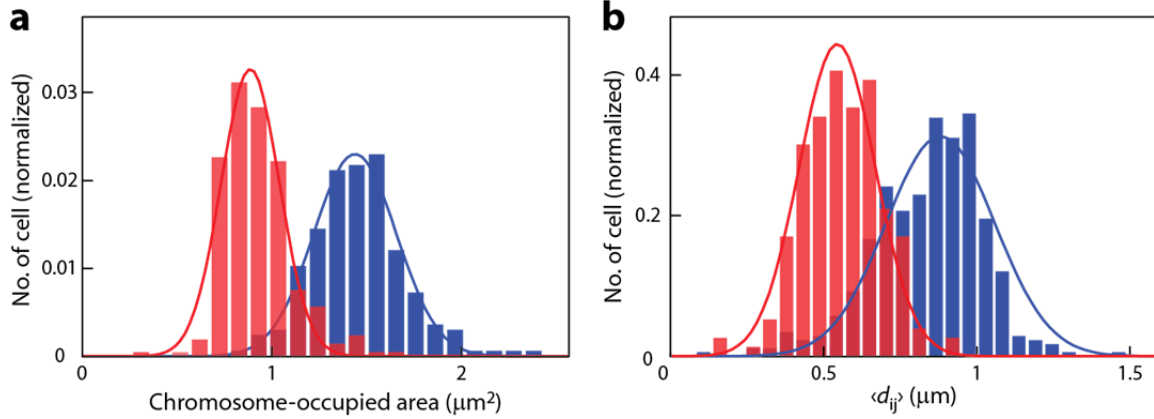 a
No. of cell (normalized)
0.03
0.02
0.01
0
0
1
2
Chromosome-occupied area (μm²)
b
No. of cell (normalized)
0.4
0.2
0
0
0.5
1
1.5
‹dij› (μm)